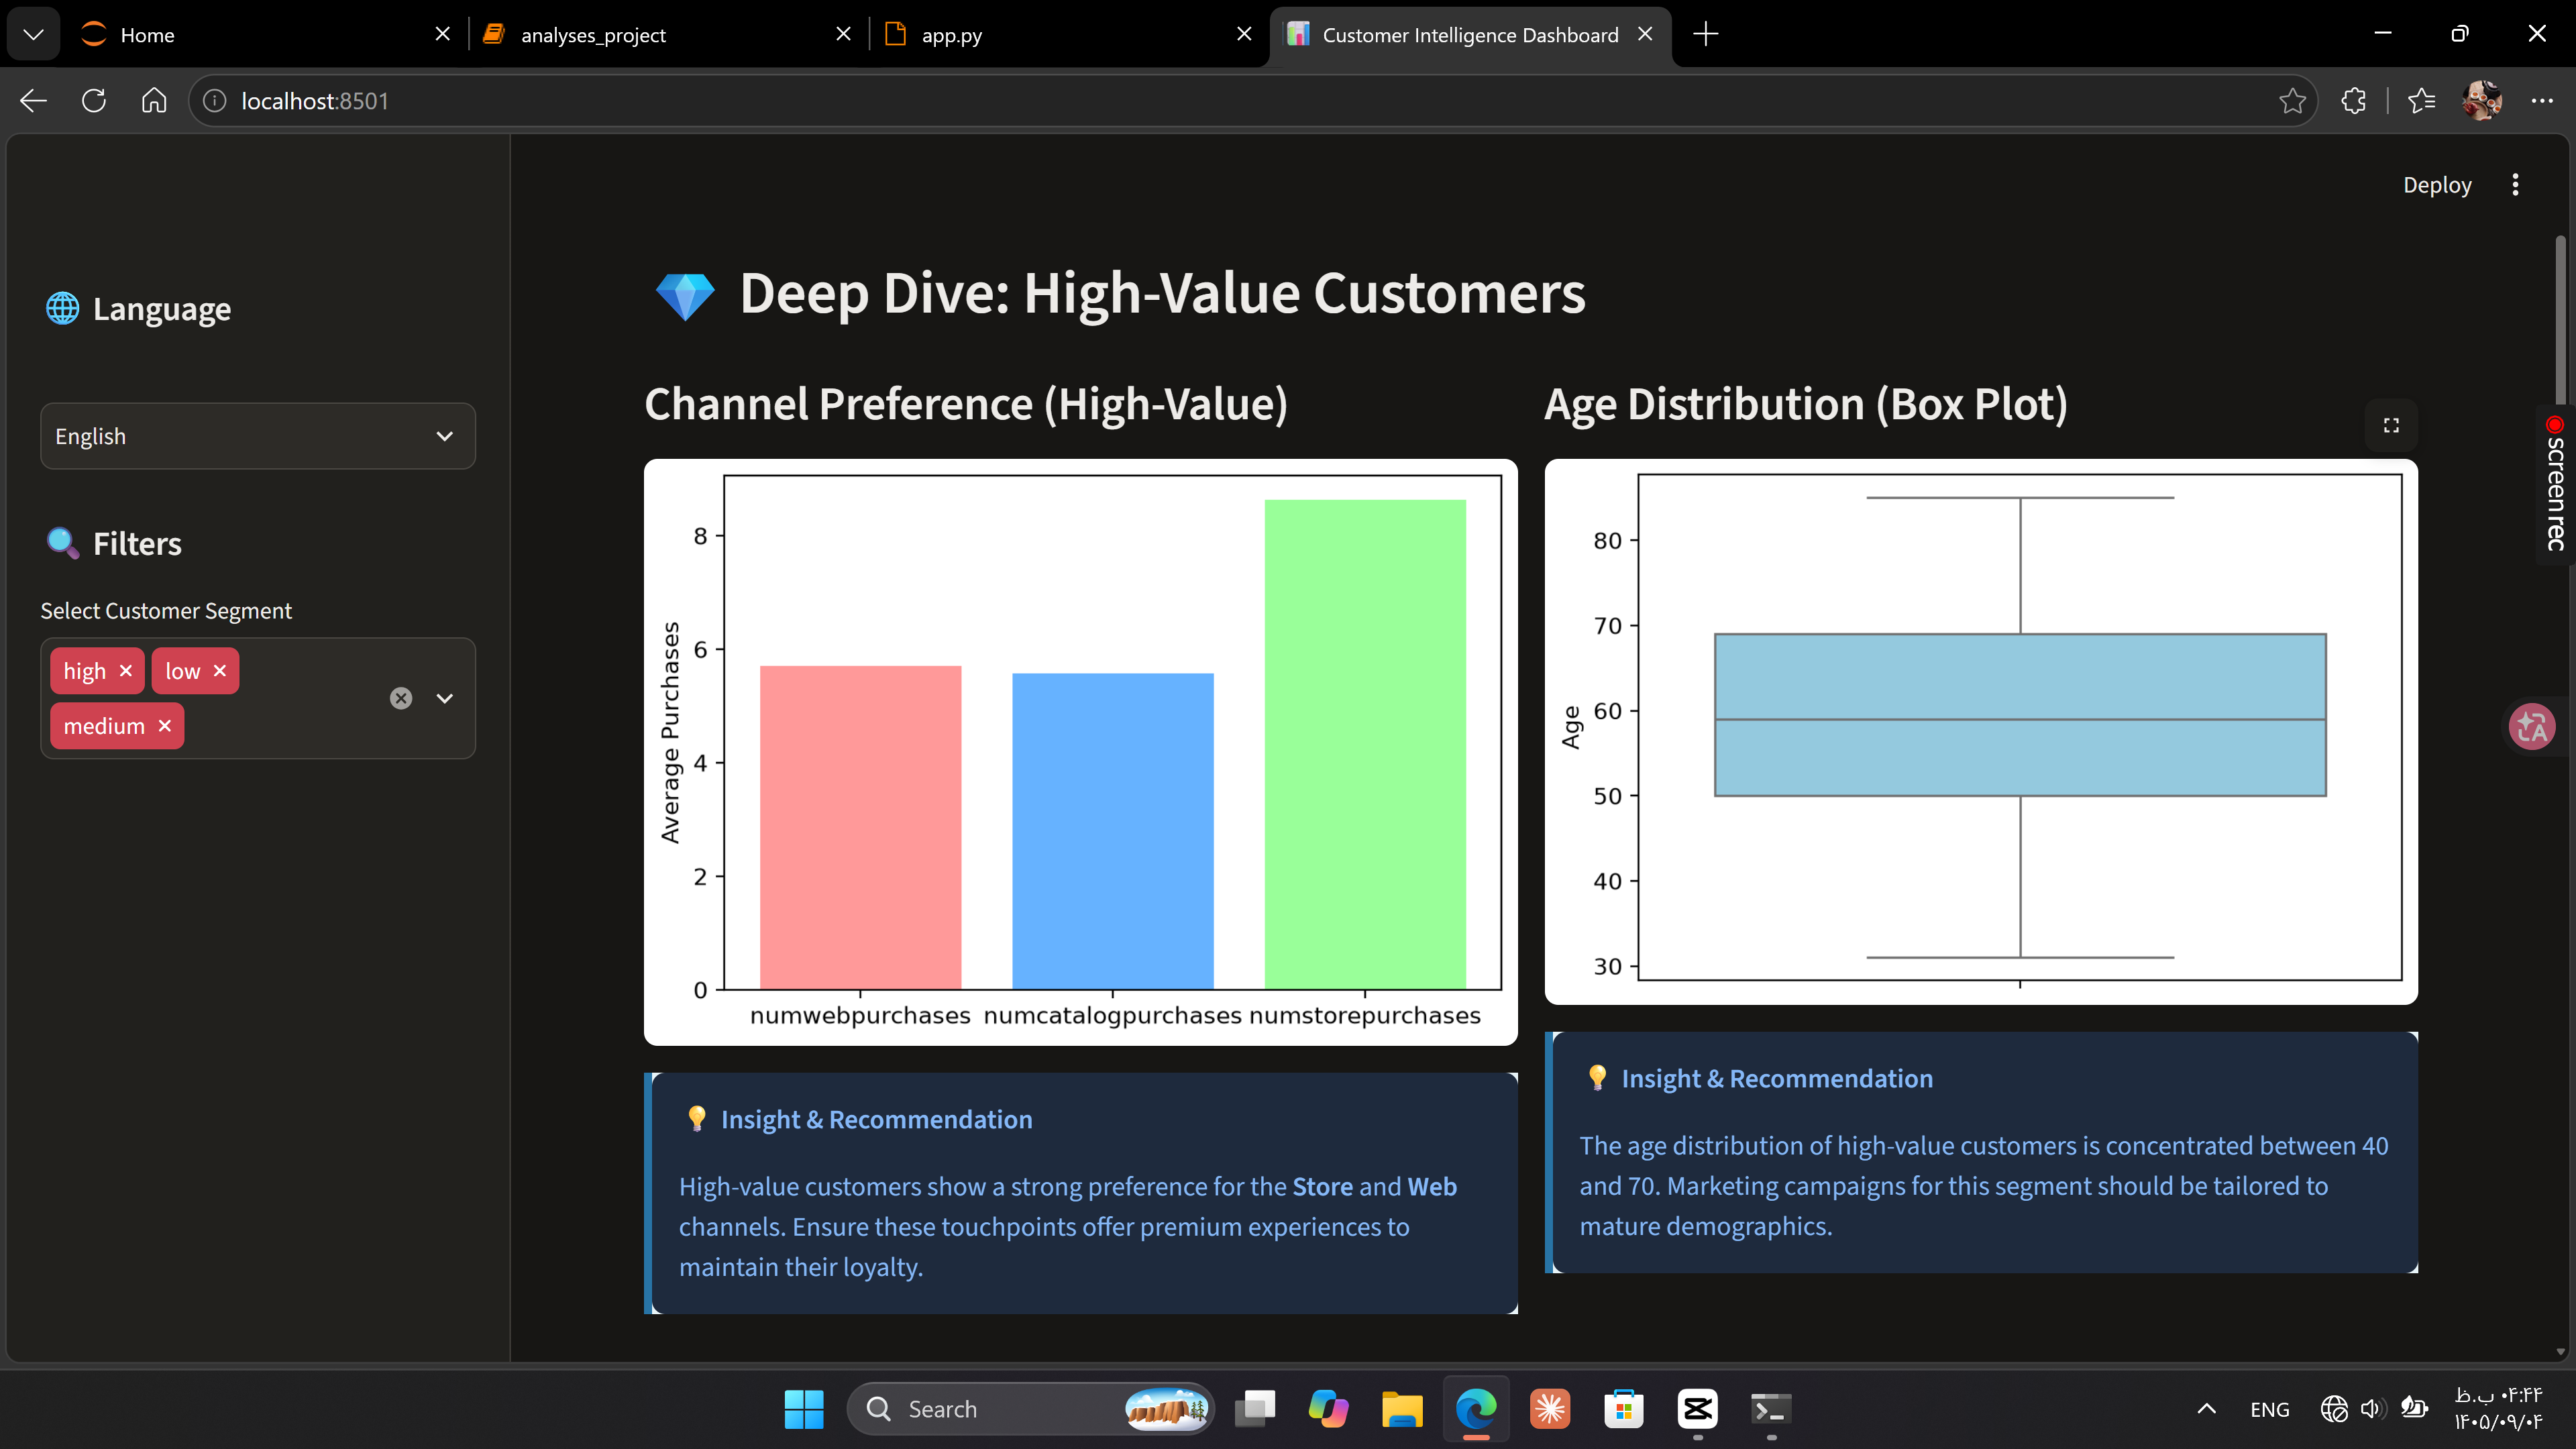 Home
analyses_project
app.py
Customer Intelligence Dashboard
localhost:8501
Deploy
Language
English
Filters
Select Customer Segment
high
low
medium
Deep Dive: High-Value Customers
Channel Preference (High-Value)
Average Purchases
8
6
4
2
0
numwebpurchases
numcatalogpurchases
numstorepurchases
Insight & Recommendation
High-value customers show a strong preference for the Store and Web
channels. Ensure these touchpoints offer premium experiences to
maintain their loyalty.
Age Distribution (Box Plot)
Age
80
70
60
50
40
30
Insight & Recommendation
The age distribution of high-value customers is concentrated between 40
and 70. Marketing campaigns for this segment should be tailored to
mature demographics.
screenrec
A
Search
ENG
۰۴:۴۴ ب.ظ
۱۴۰۵/۰۹/۰۴